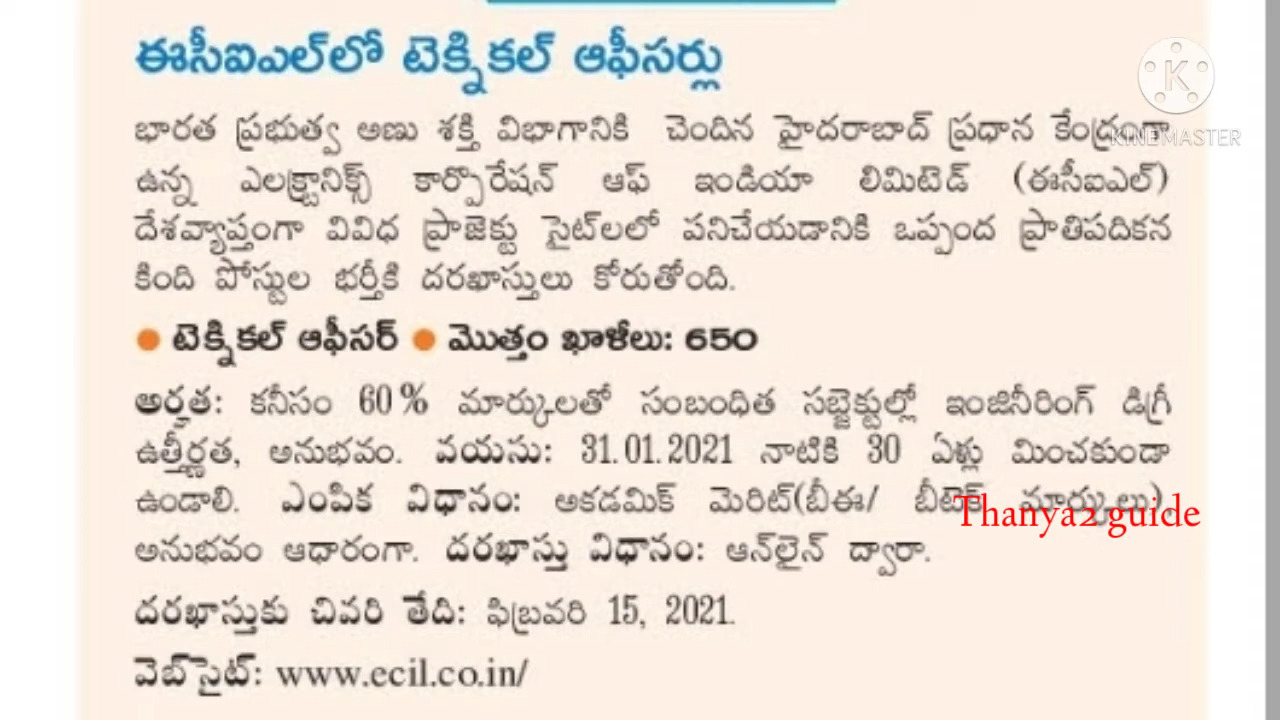 ఈసీఐఎల్‌లో టెక్నికల్ ఆఫీసర్లు
భారత ప్రభుత్వ అణు శక్తి విభాగానికి చెందిన హైదరాబాద్ ప్రధాన కేంద్రంగా
ఉన్న ఎలక్ట్రానిక్స్ కార్పొరేషన్ ఆఫ్ ఇండియా లిమిటెడ్ (ఈసీఐఎల్)
దేశవ్యాప్తంగా వివిధ ప్రాజెక్టు సైట్‌లలో పనిచేయడానికి ఒప్పంద ప్రాతిపదికన
కింది పోస్టుల భర్తీకి దరఖాస్తులు కోరుతోంది.
● టెక్నికల్ ఆఫీసర్ ● మొత్తం ఖాళీలు: 650
అర్హత: కనీసం 60% మార్కులతో సంబంధిత సబ్జెక్టుల్లో ఇంజినీరింగ్ డిగ్రీ
ఉత్తీర్ణత, అనుభవం. వయసు: 31.01.2021 నాటికి 30 ఏళ్లు మించకుండా
ఉండాలి. ఎంపిక విధానం: అకడమిక్ మెరిట్(బీఈ/ బీటెక్ మార్కులు),
అనుభవం ఆధారంగా. దరఖాస్తు విధానం: ఆన్‌లైన్ ద్వారా.
దరఖాస్తుకు చివరి తేది: ఫిబ్రవరి 15, 2021.
వెబ్‌సైట్: www.ecil.co.in/
K
KINEMASTER
Thanya2 guide